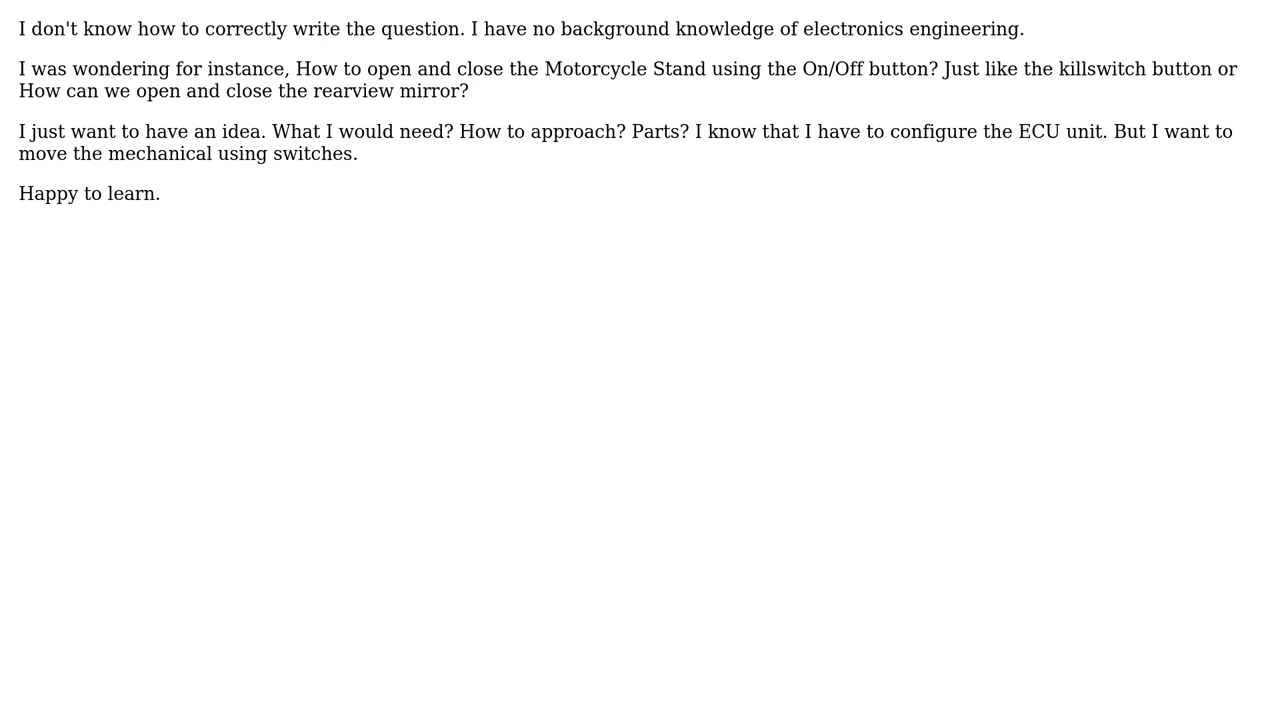 I don't know how to correctly write the question. I have no background knowledge of electronics engineering.
I was wondering for instance, How to open and close the Motorcycle Stand using the On/Off button? Just like the killswitch button or
How can we open and close the rearview mirror?
I just want to have an idea. What I would need? How to approach? Parts? I know that I have to configure the ECU unit. But I want to
move the mechanical using switches.
Happy to learn.